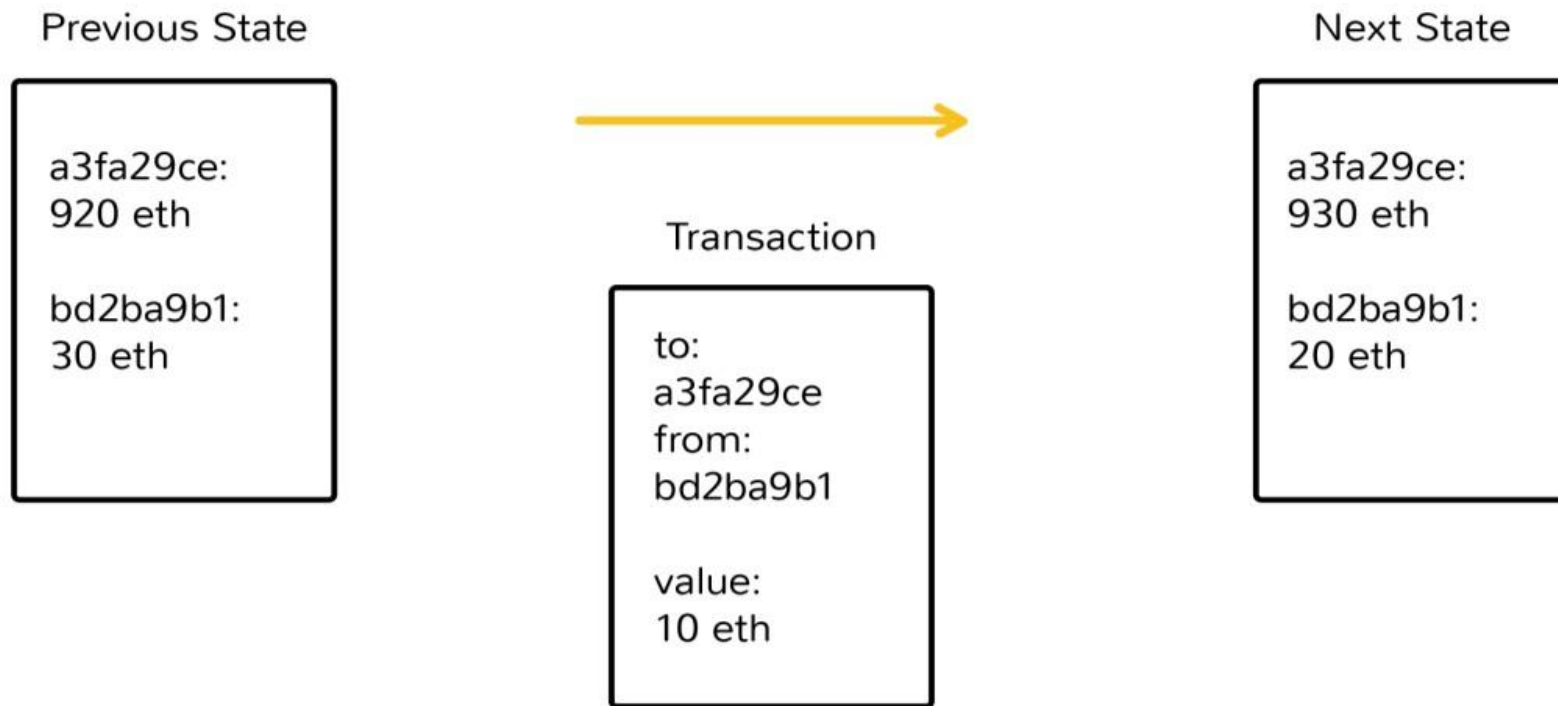 Previous State
a3fa29ce:
920 eth
bd2ba9b1:
30 eth
Transaction
to:
a3fa29ce
from:
bd2ba9b1
value:
10 eth
Next State
a3fa29ce:
930 eth
bd2ba9b1:
20 eth